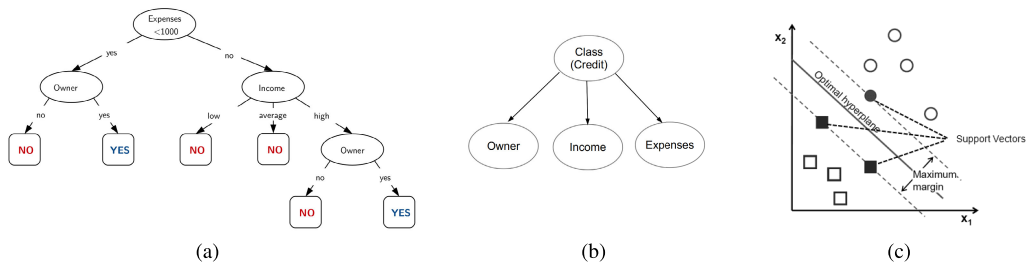 Expenses
<1000
yes
no
Owner
Income
no
yes
low
average
high
NO
YES
NO
NO
Owner
no
yes
NO
YES
(a)
Class
(Credit)
Owner
Income
Expenses
(b)
x2
Optimal hyperplane
Support Vectors
Maximum
margin
x1
(c)